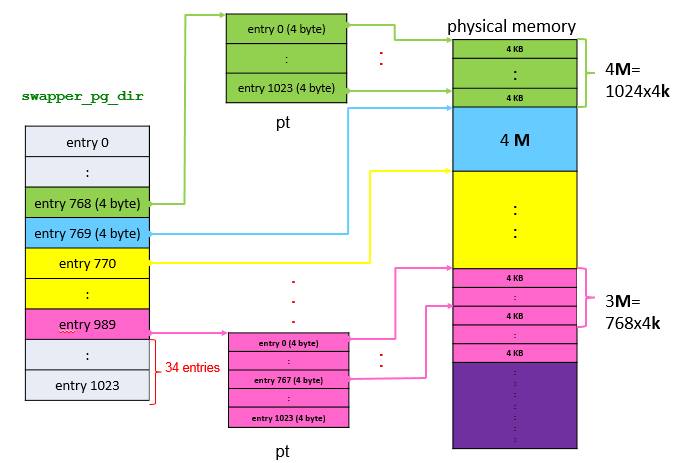 swapper_pg_dir
entry 0
:
entry 768 (4 byte)
entry 769 (4 byte)
entry 770
:
entry 989
:
entry 1023
34 entries
entry 0 (4 byte)
:
entry 1023 (4 byte)
pt
:
:
entry 0 (4 byte)
:
entry 767 (4 byte)
:
entry 1023 (4 byte)
pt
:
physical memory
4 KB
:
4 KB
4 M
:
:
4 KB
:
4 KB
:
4 KB
:
:
:
:
:
4M=
1024x4k
3M=
768x4k